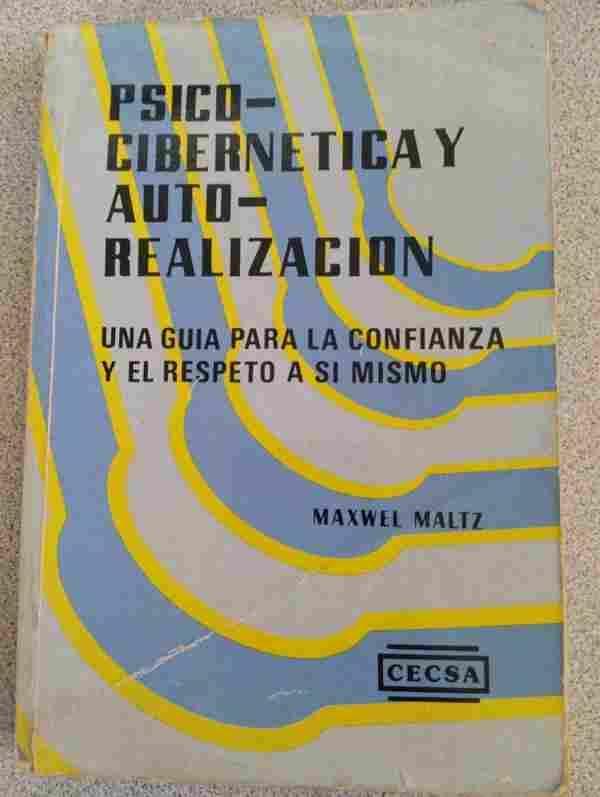 PSICO-
CIBERNETICA Y
AUTO-
REALIZACION
UNA GUIA PARA LA CONFIANZA
Y EL RESPETO A SI MISMO
MAXWEL MALTZ
CECSA